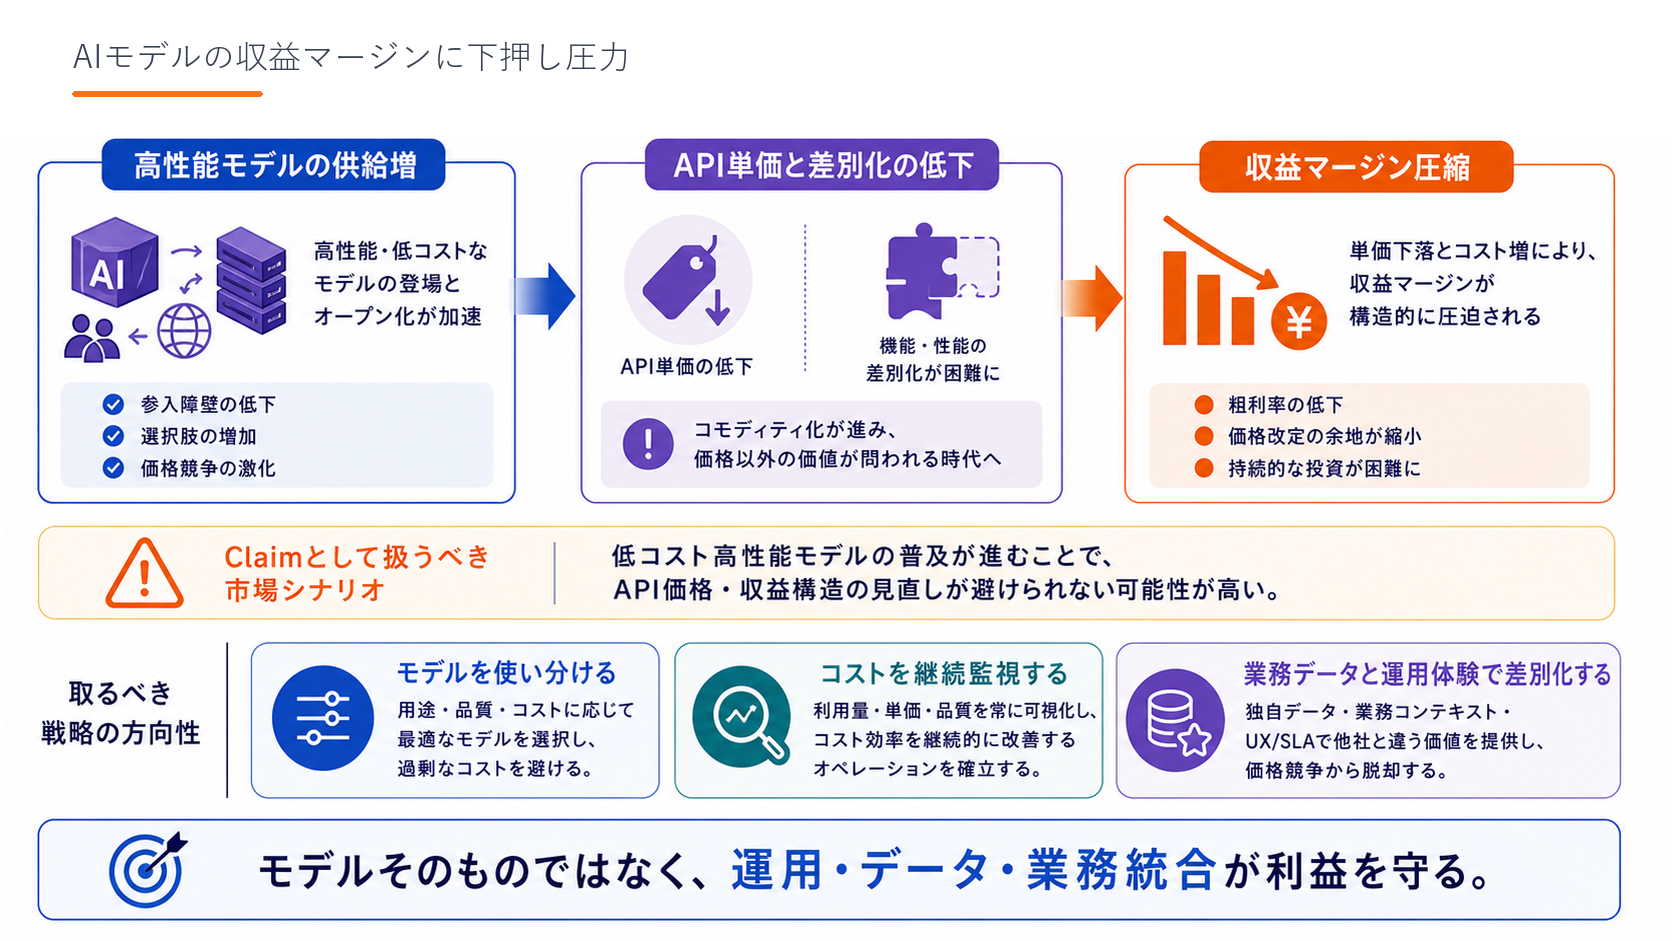 AIモデルの収益マージンに下押し圧力
高性能モデルの供給増
AI
高性能・低コストな
モデルの登場と
オープン化が加速
参入障壁の低下
選択肢の増加
価格競争の激化
API単価と差別化の低下
API単価の低下
機能・性能の
差別化が困難に
コモディティ化が進み、
価格以外の価値が問われる時代へ
収益マージン圧縮
¥
単価下落とコスト増により、
収益マージンが
構造的に圧迫される
粗利率の低下
価格改定の余地が縮小
持続的な投資が困難に
Claimとして扱うべき
市場シナリオ
低コスト高性能モデルの普及が進むことで、
API価格・収益構造の見直しが避けられない可能性が高い。
取るべき
戦略の方向性
モデルを使い分ける
用途・品質・コストに応じて
最適なモデルを選択し、
過剰なコストを避ける。
コストを継続監視する
利用量・単価・品質を常に可視化し、
コスト効率を継続的に改善する
オペレーションを確立する。
業務データと運用体験で差別化する
独自データ・業務コンテキスト・
UX/SLAで他社と違う価値を提供し、
価格競争から脱却する。
モデルそのものではなく、運用・データ・業務統合が利益を守る。